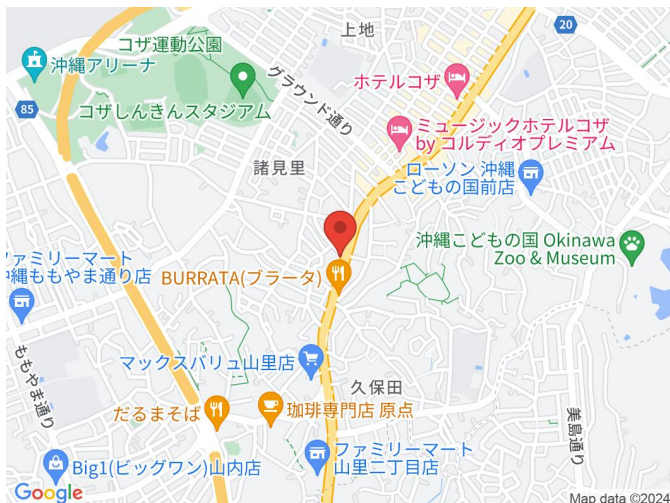 上地
20
コザ運動公園
沖縄アリーナ
グラウンド通り
ホテルコザ
85
コザしんきんスタジアム
ミュージックホテルコザ
by コルディオプレミアム
諸見里
ローソン 沖縄
こどもの国前店
沖縄こどもの国 Okinawa
Zoo & Museum
ファミリーマート
沖縄ももやま通り店
BURRATA(ブラータ)
マックスバリュ山里店
ももやま通り
久保田
だるまそば
珈琲専門店 原点
美島通り
ファミリーマート
山里二丁目店
Big1(ビッグワン)山内店
Google
Map data ©2024